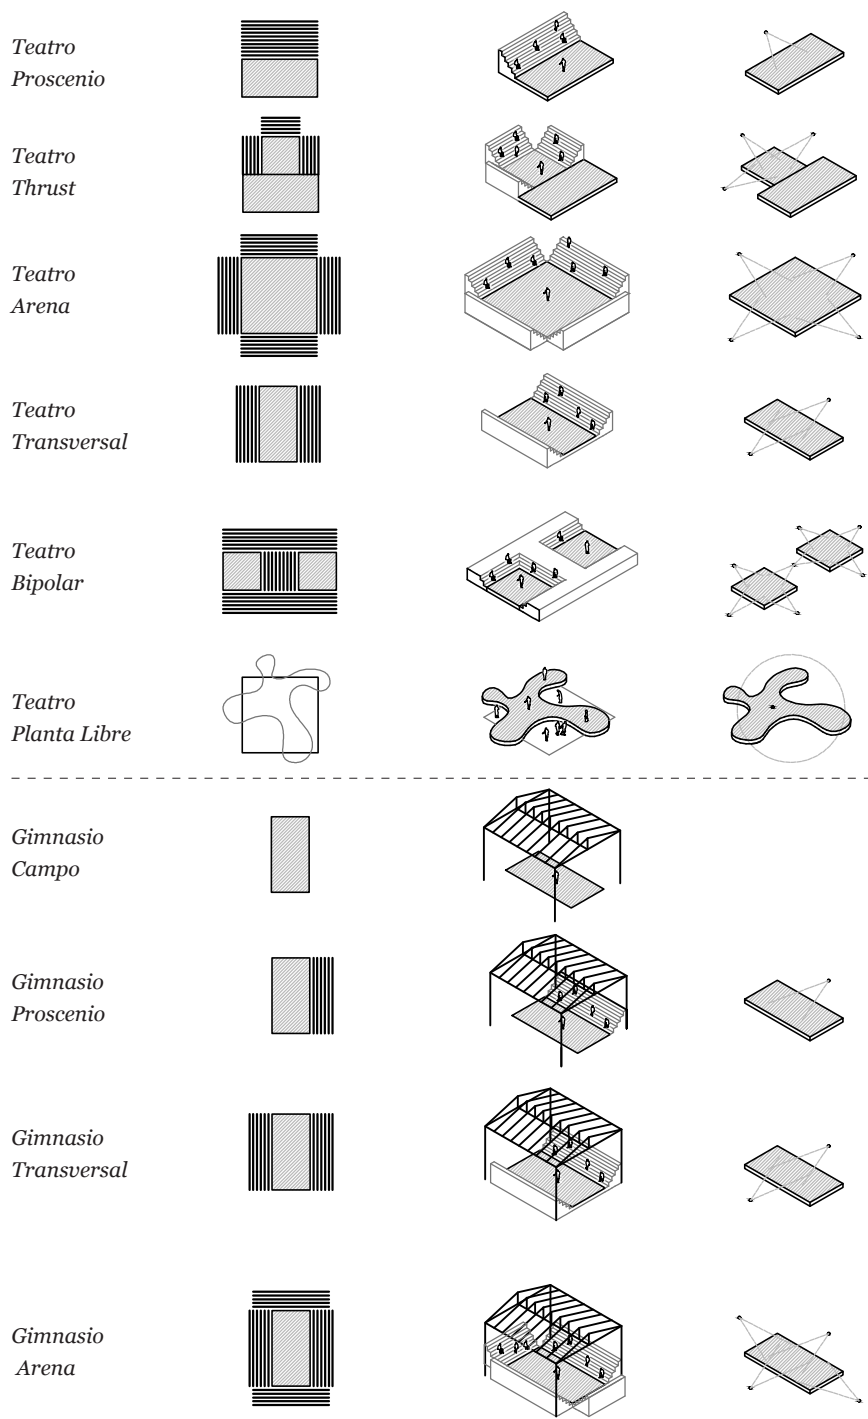 Teatro
Proscenio
Teatro
Thrust
Teatro
Arena
Teatro
Transversal
Teatro
Bipolar
Teatro
Planta Libre
Gimnasio
Campo
Gimnasio
Proscenio
Gimnasio
Transversal
Gimnasio
Arena